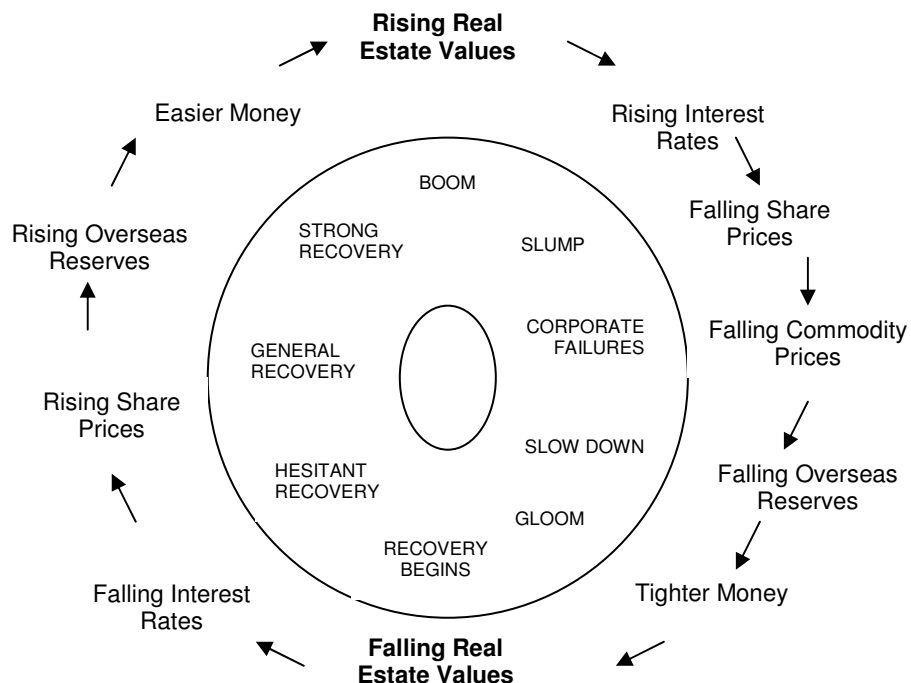 Rising Real
Estate Values
Easier Money
Rising Interest
Rates
BOOM
Falling Share
Prices
STRONG
RECOVERY
Rising Overseas
Reserves
SLUMP
CORPORATE
FAILURES
Falling Commodity
Prices
GENERAL
RECOVERY
Rising Share
Prices
SLOW DOWN
HESITANT
RECOVERY
Falling Overseas
Reserves
GLOOM
RECOVERY
BEGINS
Falling Interest
Rates
Tighter Money
Falling Real
Estate Values